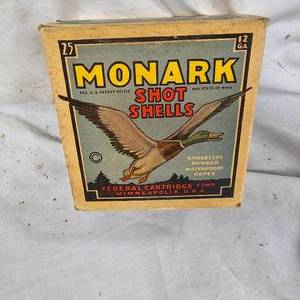 25
12
GA
MONARK
REG. U.S. PATENT OFFICE AND STATE OF MINN
SHOT
SHELLS
SMOKELESS
POWDER
WATERPROOF
PAPER
FEDERAL CARTRIDGE CORP.
MINNEAPOLIS U.S.A.